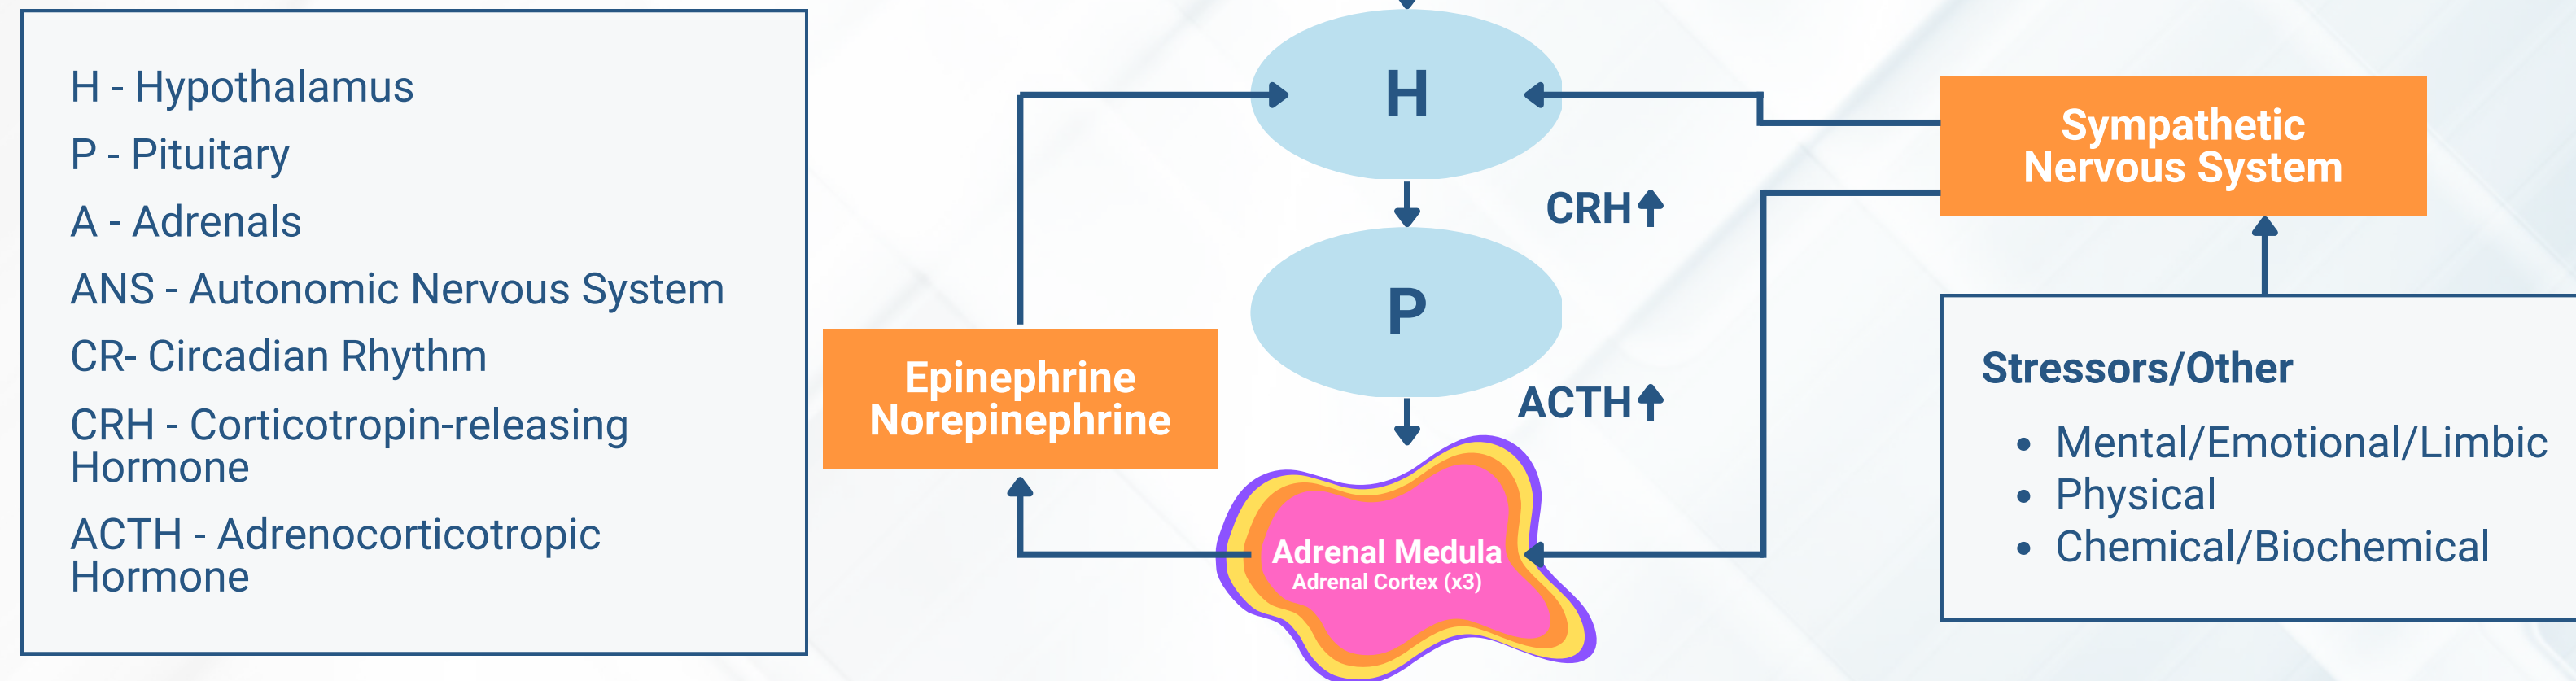 H - Hypothalamus
P - Pituitary
A - Adrenals
ANS - Autonomic Nervous System
CR- Circadian Rhythm
CRH - Corticotropin-releasing
Hormone
ACTH - Adrenocorticotropic
Hormone
Epinephrine
Norepinephrine
H
CRH
P
ACTH
Adrenal Medula
Adrenal Cortex (x3)
Sympathetic
Nervous System
Stressors/Other
• Mental/Emotional/Limbic
• Physical
• Chemical/Biochemical